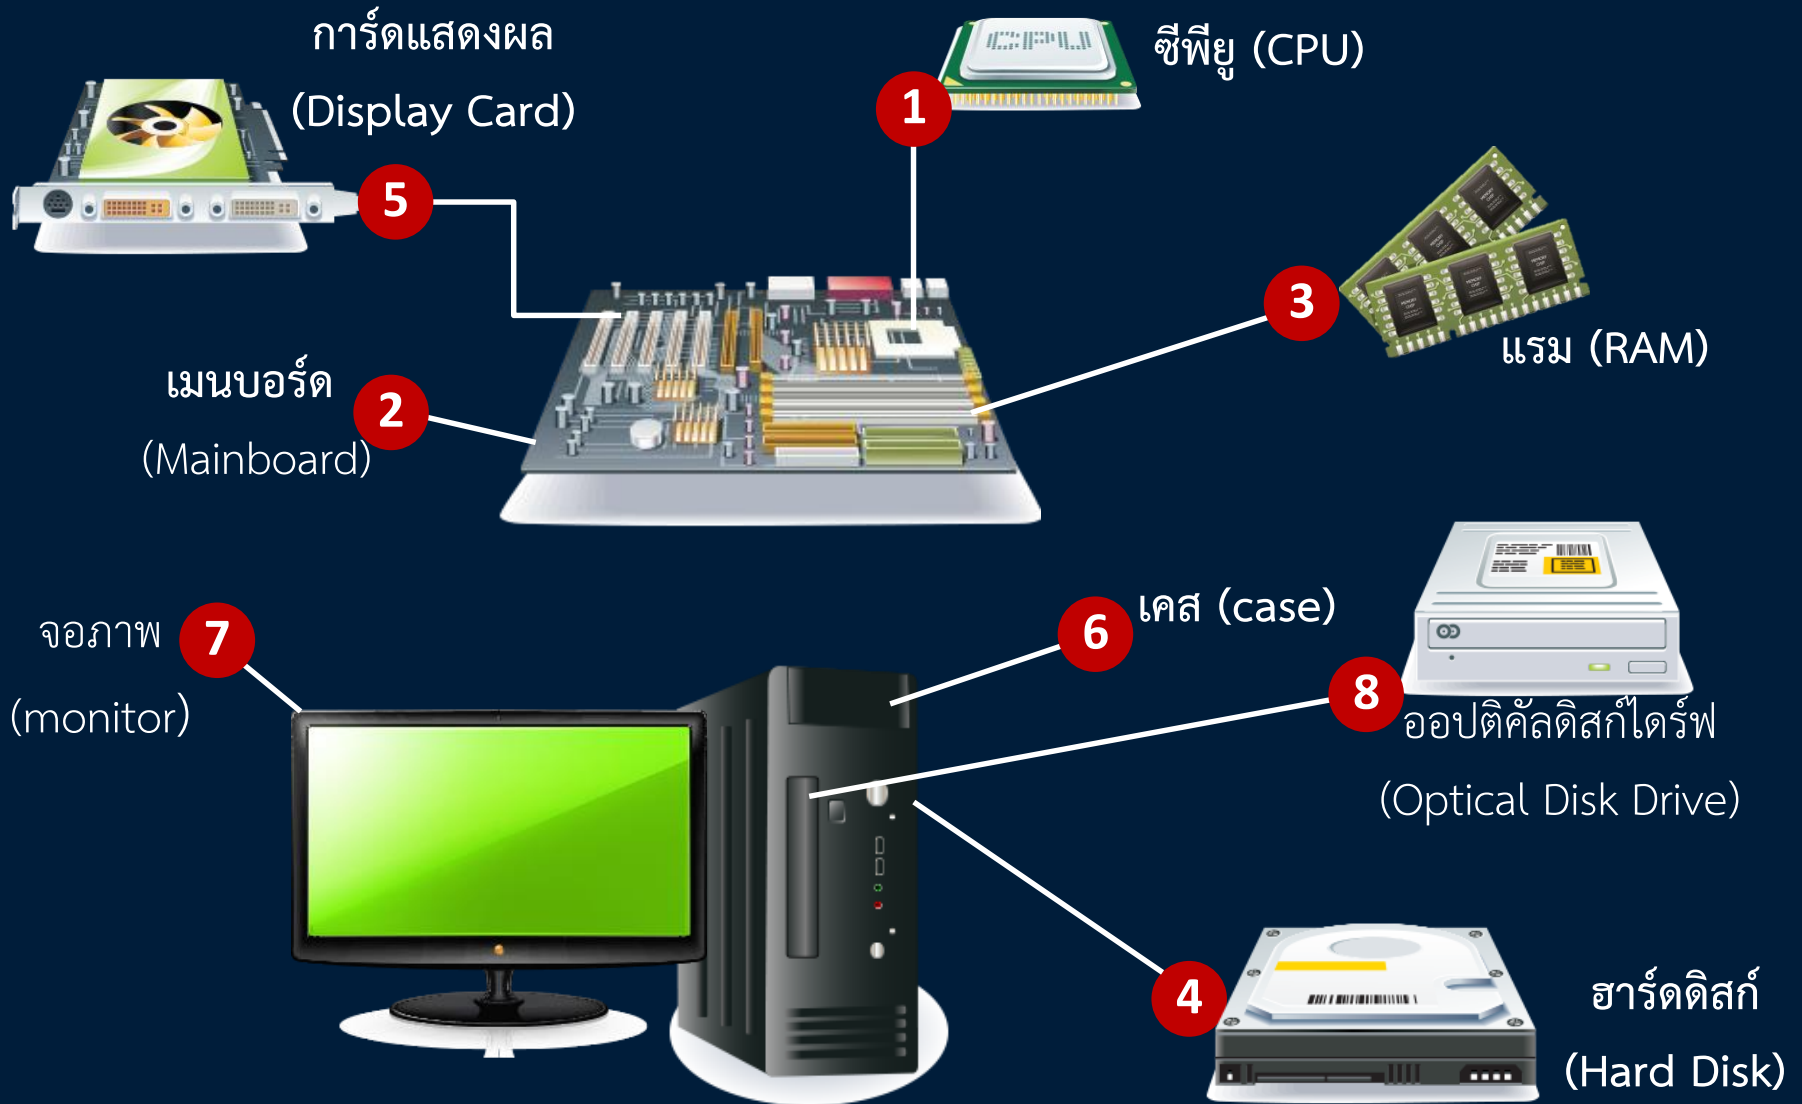 การ์ดแสดงผล
(Display Card)
5
CPU
ซีพียู (CPU)
1
3
แรม (RAM)
เมนบอร์ด
2
(Mainboard)
จอภาพ
7
(monitor)
6
เคส (case)
8
ออปติคัลดิสก์ไดร์ฟ
(Optical Disk Drive)
4
ฮาร์ดดิสก์
(Hard Disk)